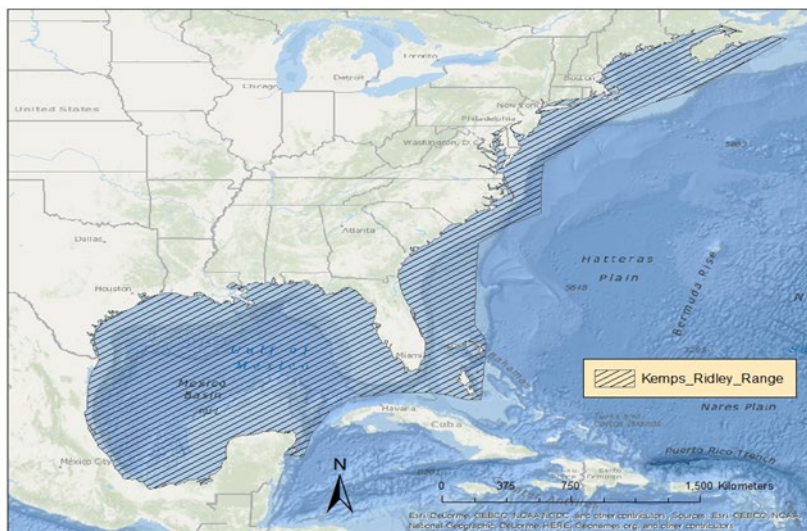 Toronto
Boston
Detroit
Chicago
New York
United States
Philadelphia
Washington, D.C.
Atlanta
Hatteras
Plain
Bermuda Rise
Dallas
Houston
Gulf of
Mexico
Miami
Bahamas
Kemps_Ridley_Range
Mexico
Basin
Nares Plain
Havana
Cuba
Puerto Rico Trench
Mexico City
N
0 375 750 1,500 Kilometers